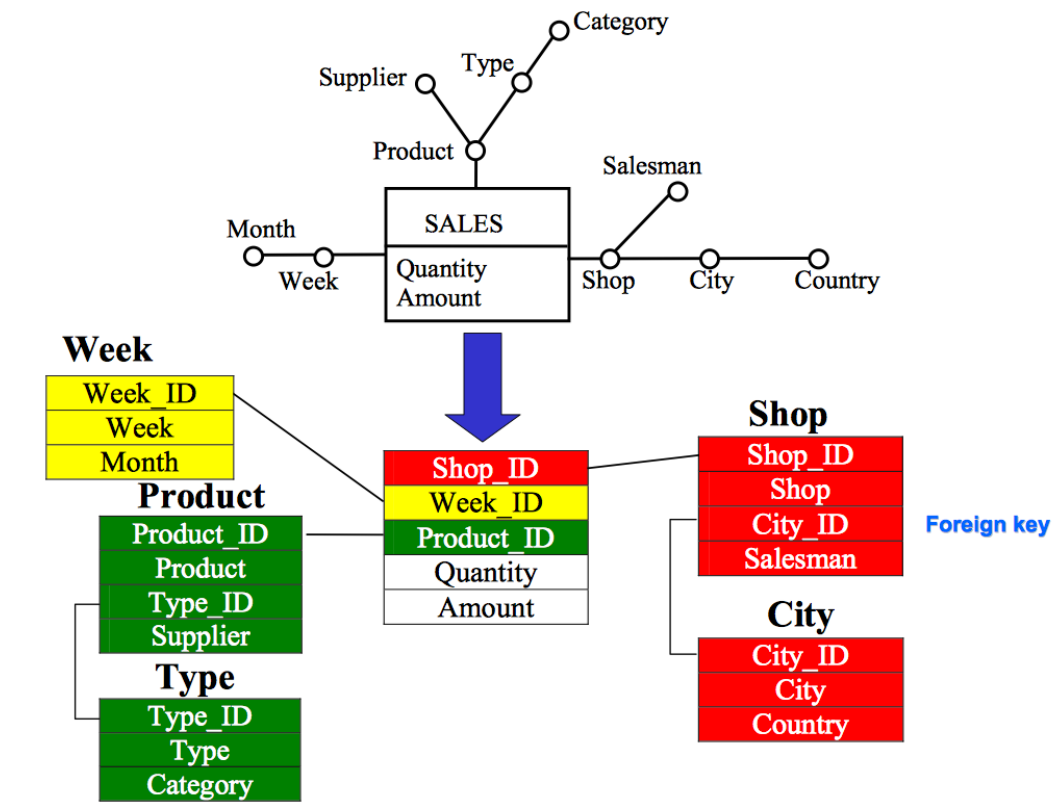 Category
Type
Supplier
Product
Salesman
SALES
Month
Week
Quantity
Amount
Shop
City
Country
Week
Week_ID
Week
Month
Product
Product_ID
Product
Type_ID
Supplier
Type
Type_ID
Type
Category
Shop_ID
Week_ID
Product_ID
Quantity
Amount
Shop
Shop_ID
Shop
City_ID
Salesman
Foreign key
City
City_ID
City
Country